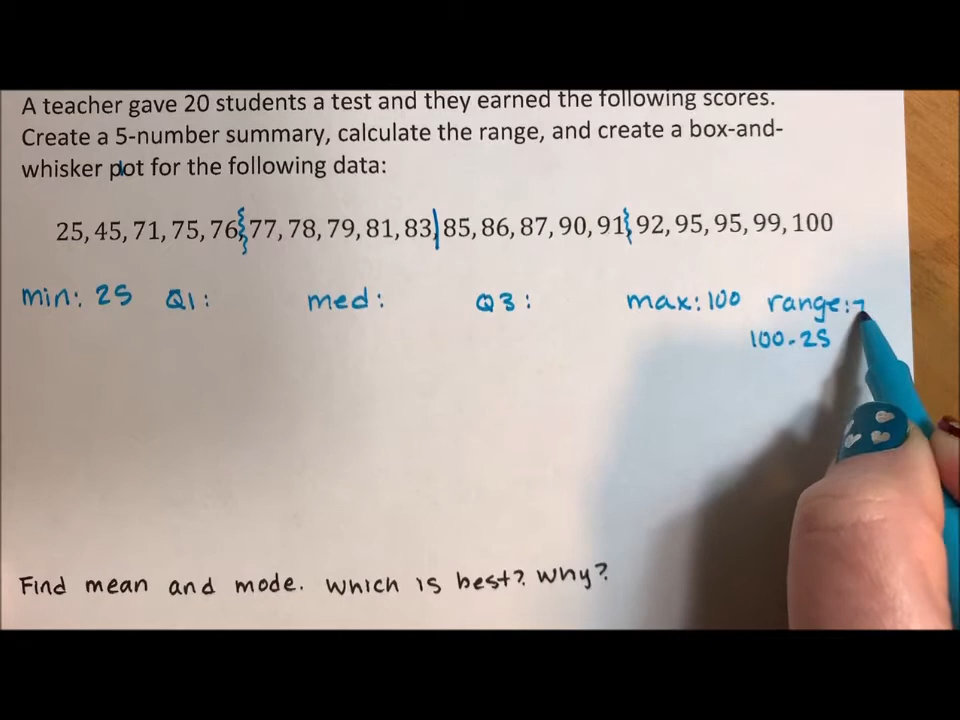 A teacher gave 20 students a test and they earned the following scores.
Create a 5-number summary, calculate the range, and create a box-and-
whisker plot for the following data:
25, 45, 71, 75, 76, 77, 78, 79, 81, 83, 85, 86, 87, 90, 91, 92, 95, 95, 99, 100
min: 25 Q1: med: Q3: max: 100 range: 7
100-25
Find mean and mode. Which is best? Why?